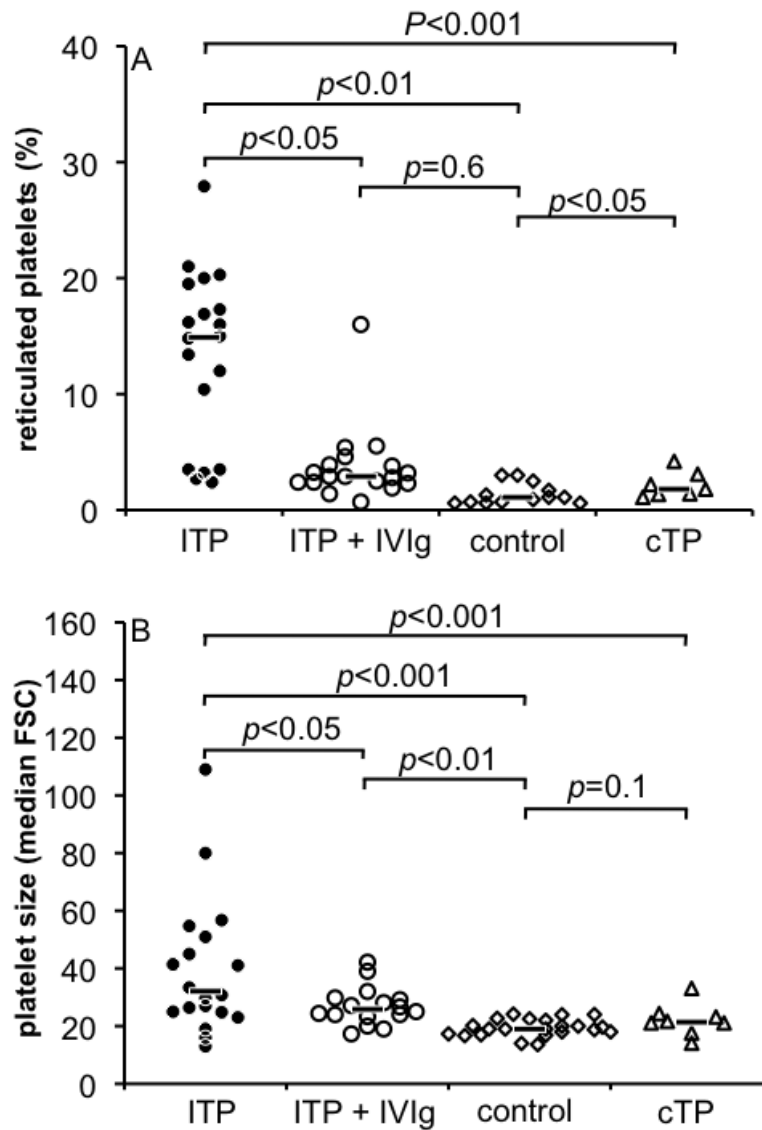 P<0.001
40
A
p<0.01
p<0.05
p=0.6
30
p<0.05
reticulated platelets (%)
20
10
0
ITP
ITP + IVIg
control
cTP
160
B
p<0.001
140
p<0.001
120
p<0.05
p<0.01
100
p=0.1
platelet size (median FSC)
80
60
40
20
0
ITP
ITP + IVIg
control
cTP